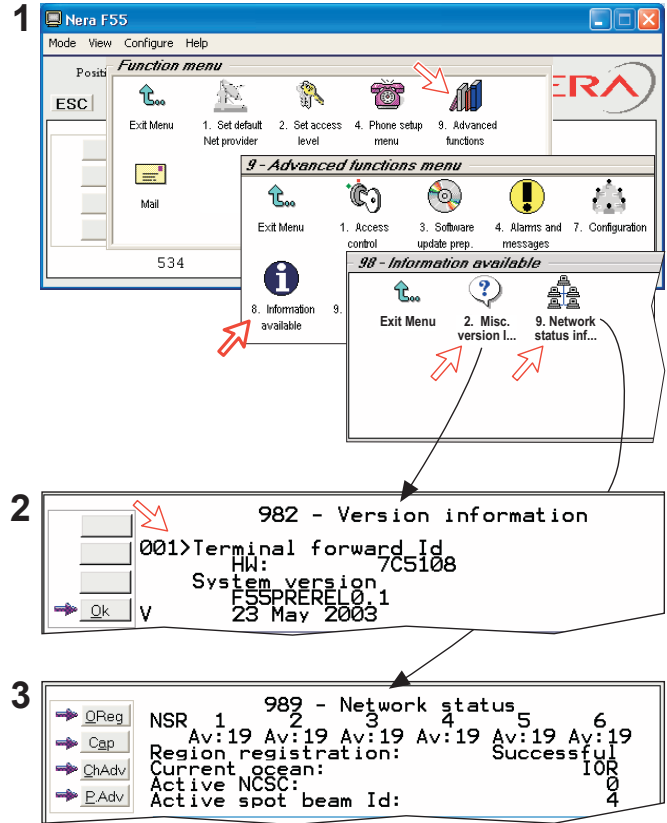 1
Nera F55
Mode View Configure Help
Positi
Function menu
ESC
ERA
Exit Menu
1. Set default Net provider
2. Set access level
4. Phone setup menu
9. Advanced functions
Mail
534
9 - Advanced functions menu
Exit Menu
1. Access control
3. Software update prep.
4. Alarms and messages
7. Configuration
8. Information available
9.
98 - Information available
Exit Menu
2. Misc. version I...
9. Network status inf...
2
982 - Version information
001>Terminal forward Id
HW: 7C5108
System version
F55PREREL0.1
Ok
V 23 May 2003
3
989 - Network status
OReg
NSR 1 2 3 4 5 6
Av:19 Av:19 Av:19 Av:19 Av:19 Av:19
Cap
Region registration: Successful
Current ocean: IOR
ChAdv
Active NCSC: 0
P.Adv
Active spot beam Id: 4